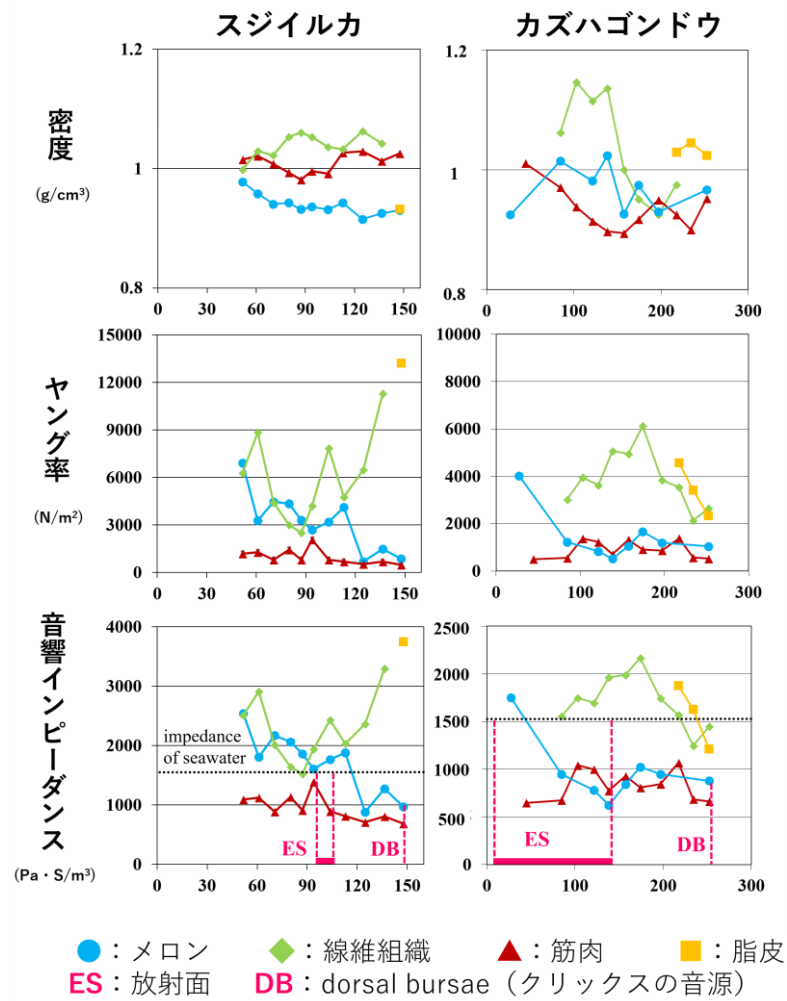 スジイルカ
カズハゴンドウ
密度
(g/cm³)
1.2
1
0.8
0 30 60 90 120 150
1.2
1
0.8
0 100 200 300
ヤング率
(N/m²)
15000
12000
9000
6000
3000
0
0 30 60 90 120 150
10000
8000
6000
4000
2000
0
0 100 200 300
音響インピーダンス
(Pa・S/m³)
4000
3000
impedance
of seawater
2000
1000
0
ES
DB
0 30 60 90 120 150
2500
2000
1500
1000
500
0
ES
DB
0 100 200 300
：メロン ：線維組織 ：筋肉 ：脂皮
ES：放射面 DB：dorsal bursae（クリックスの音源）